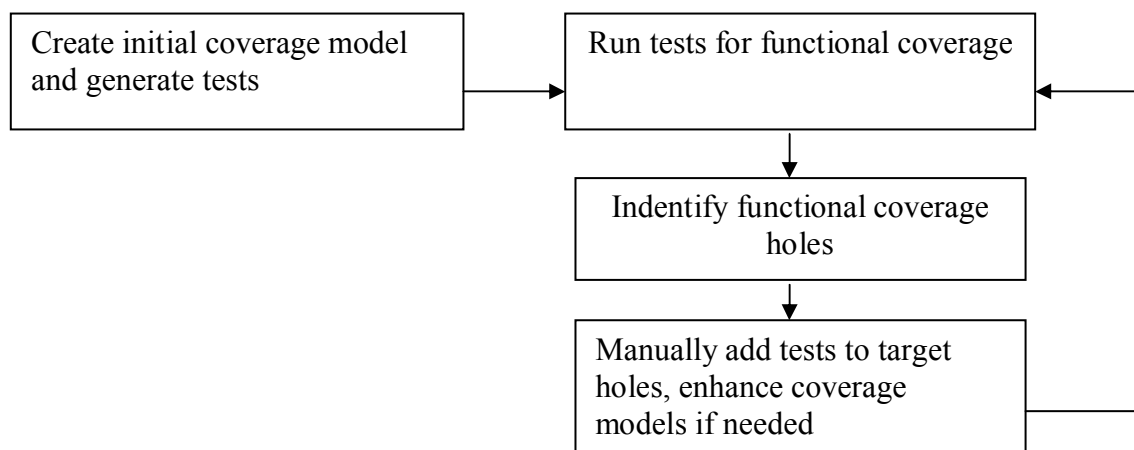 Create initial coverage model
and generate tests
Run tests for functional coverage
Indentify functional coverage
holes
Manually add tests to target
holes, enhance coverage
models if needed